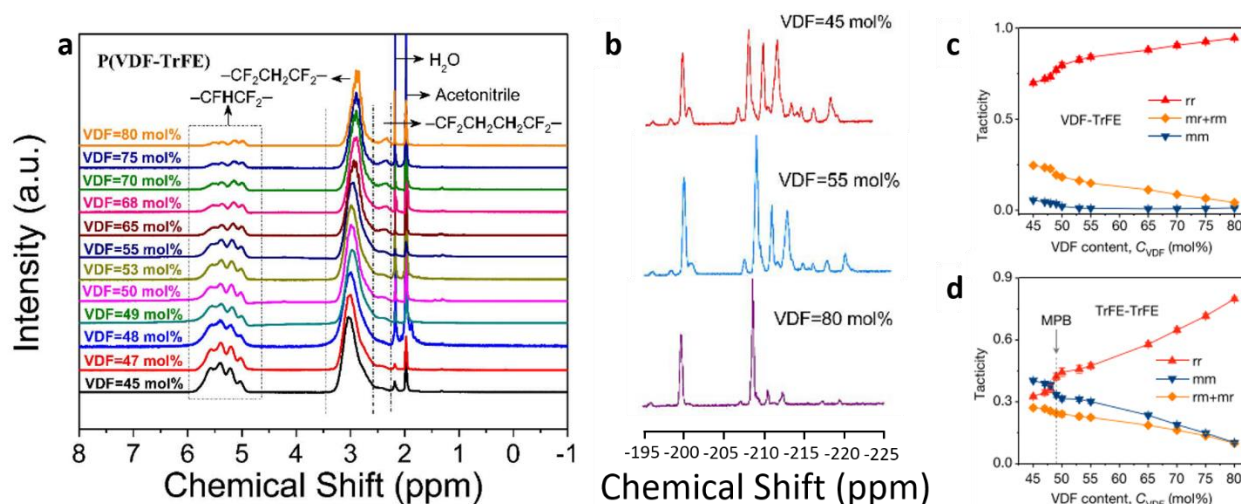 a
P(VDF-TrFE)
–CF₂CH₂CF₂–
–CFHCF₂–
H₂O
Acetonitrile
–CF₂CH₂CH₂CF₂–
VDF=80 mol%
VDF=75 mol%
VDF=70 mol%
VDF=68 mol%
VDF=65 mol%
VDF=55 mol%
VDF=53 mol%
VDF=50 mol%
VDF=49 mol%
VDF=48 mol%
VDF=47 mol%
VDF=45 mol%
Intensity (a.u.)
8 7 6 5 4 3 2 1 0 -1
Chemical Shift (ppm)
b
VDF=45 mol%
VDF=55 mol%
VDF=80 mol%
-195 -200 -205 -210 -215 -220 -225
Chemical Shift (ppm)
c
1.0
0.5
0.0
Tacticity
rr
VDF-TrFE
mr+rm
mm
45 50 55 60 65 70 75 80
VDF content, C_VDF (mol%)
d
0.9
0.6
0.3
0.0
Tacticity
MPB
TrFE-TrFE
rr
mm
rm+mr
45 50 55 60 65 70 75 80
VDF content, C_VDF (mol%)